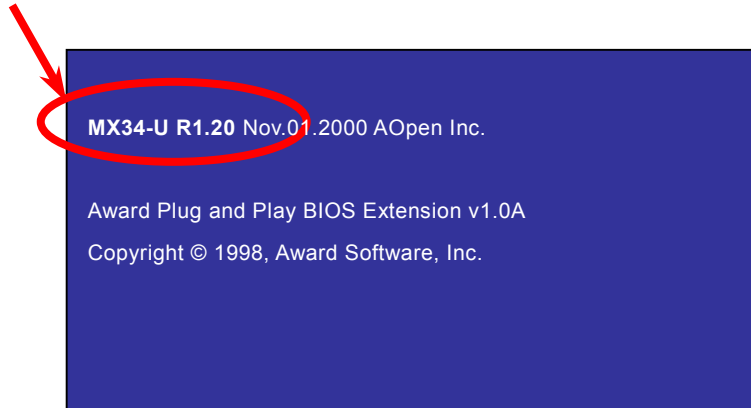 MX34-U R1.20 Nov.01.2000 AOpen Inc.
Award Plug and Play BIOS Extension v1.0A
Copyright © 1998, Award Software, Inc.